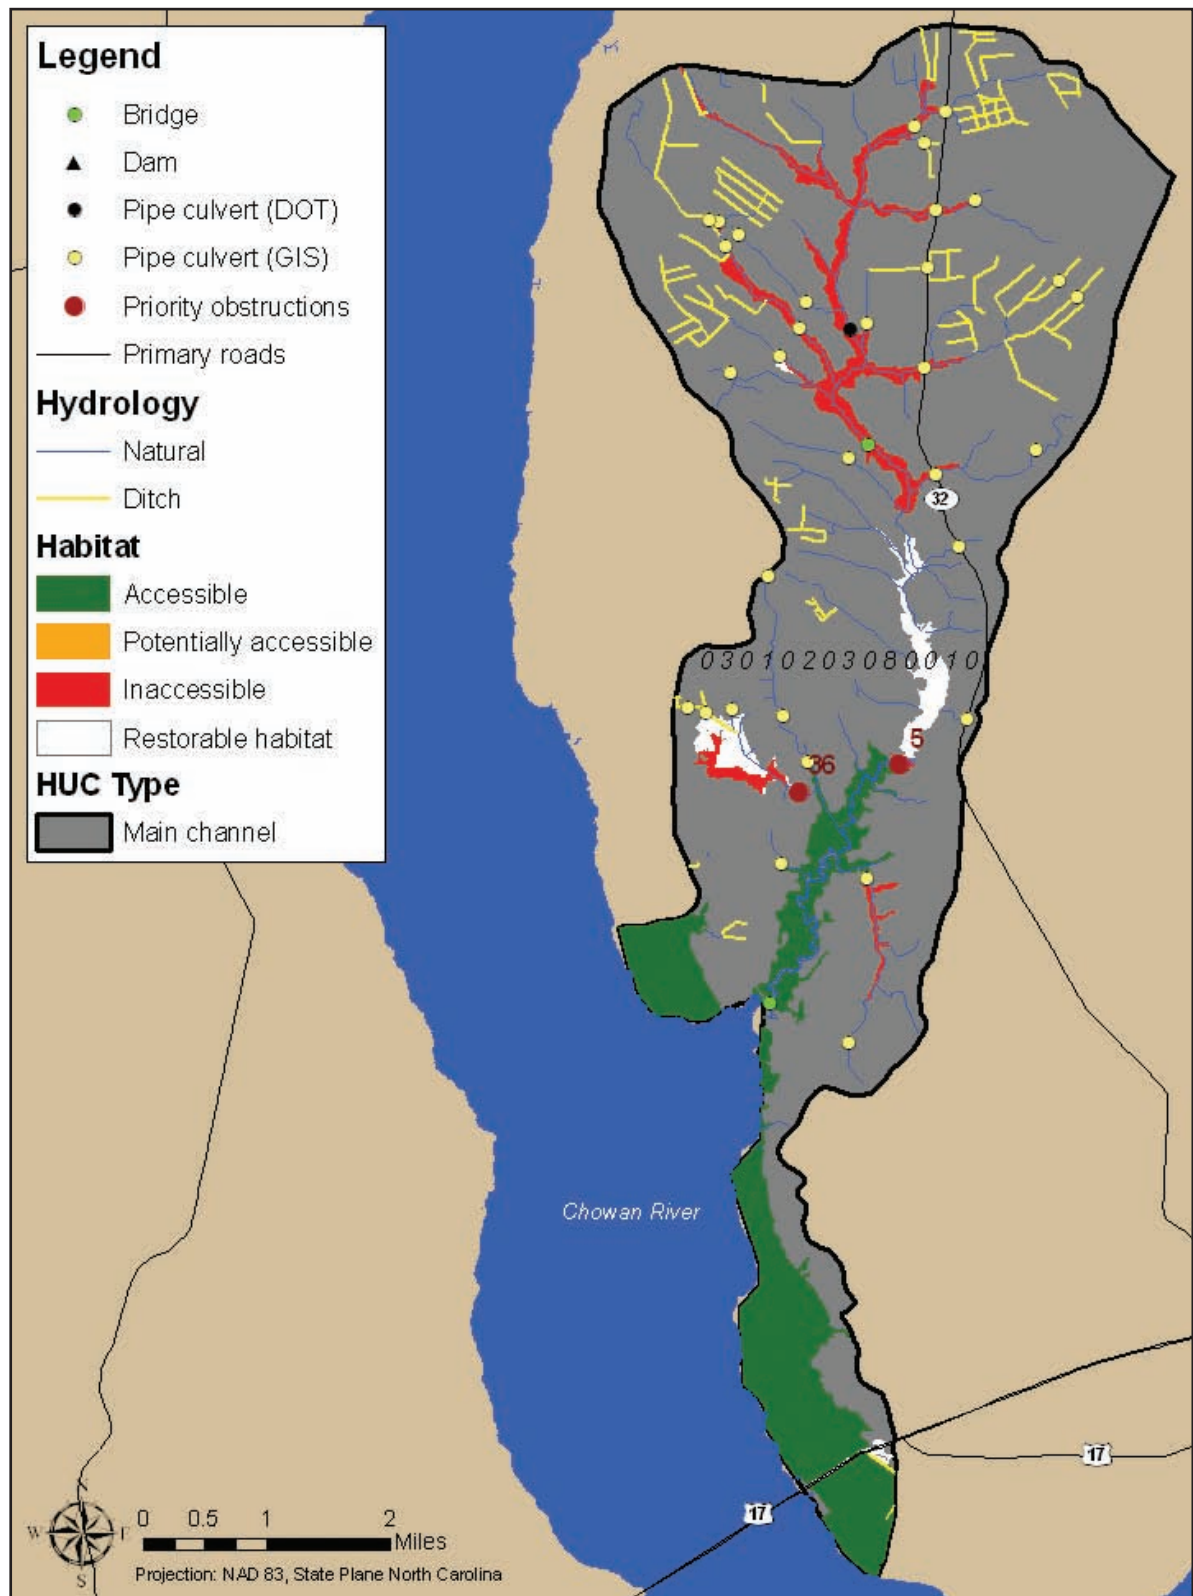 Legend
Bridge
Dam
Pipe culvert (DOT)
Pipe culvert (GIS)
Priority obstructions
Primary roads
Hydrology
Natural
Ditch
Habitat
Accessible
Potentially accessible
Inaccessible
Restorable habitat
HUC Type
Main channel
32
03010203080010
5
36
Chowan River
17
17
N
W E
S
0 0.5 1 2
Miles
Projection: NAD 83, State Plane North Carolina